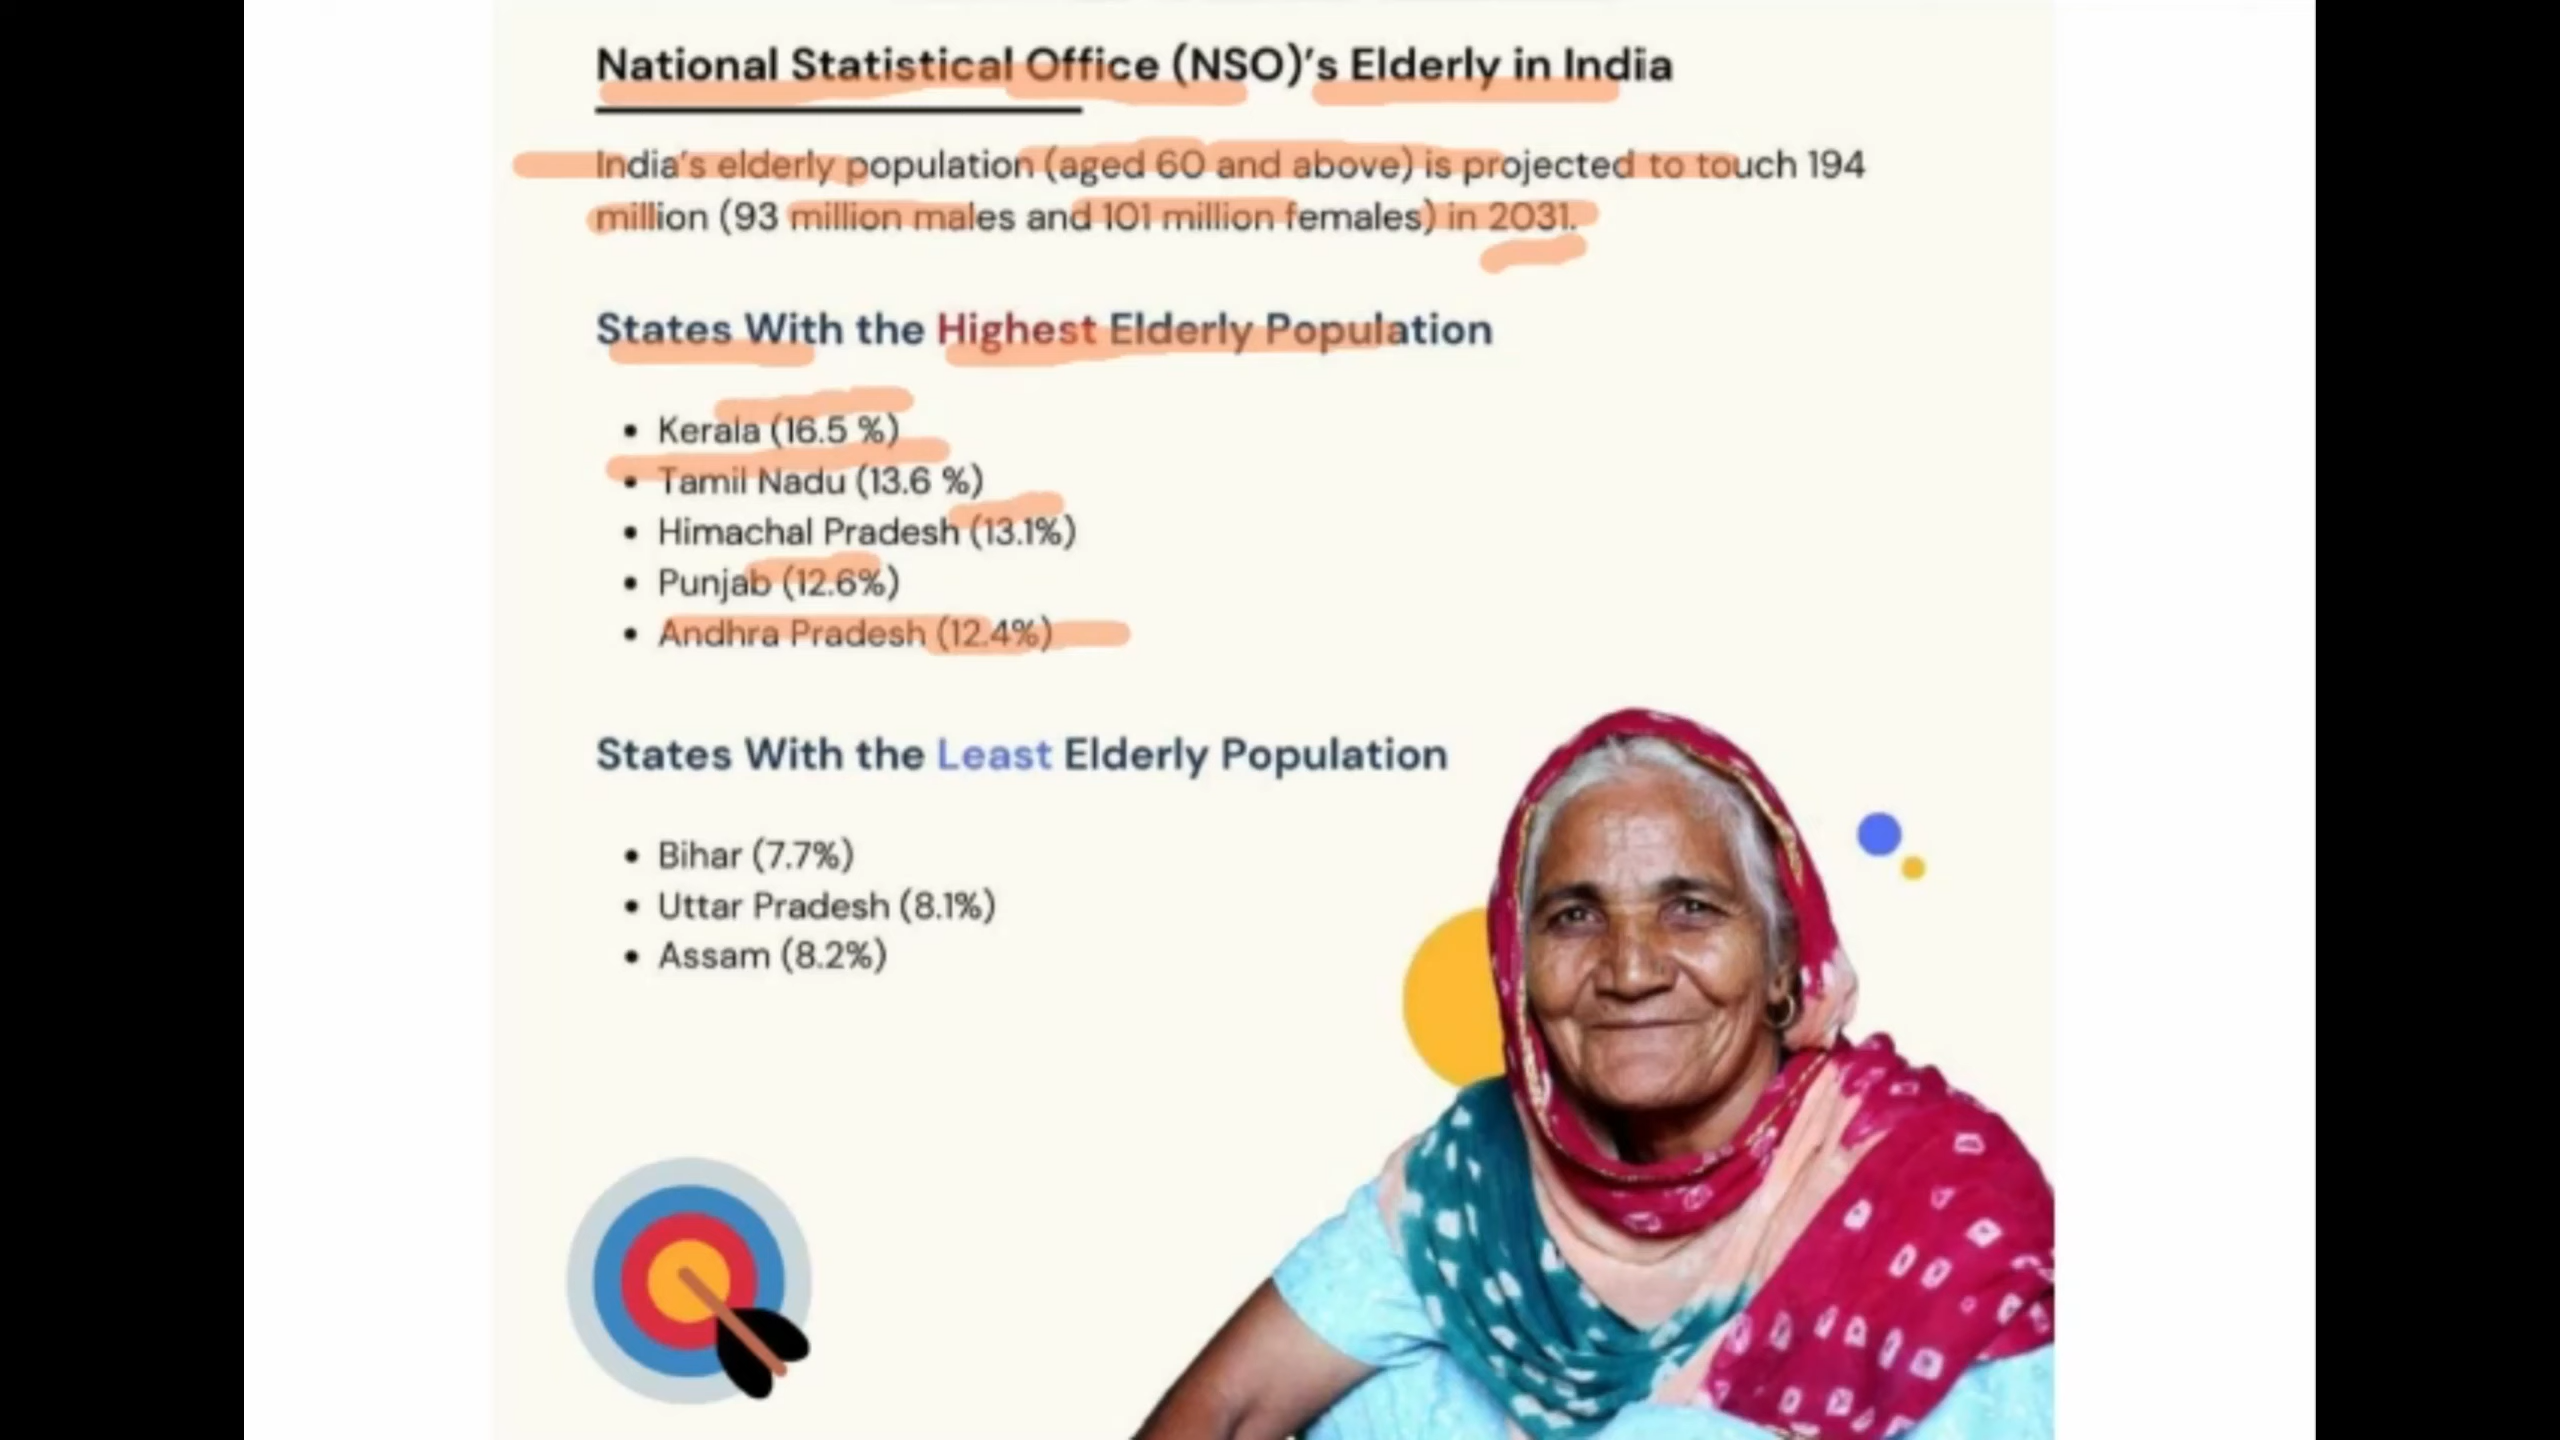 National Statistical Office (NSO)’s Elderly in India
India’s elderly population (aged 60 and above) is projected to touch 194
million (93 million males and 101 million females) in 2031.
States With the Highest Elderly Population
• Kerala (16.5 %)
• Tamil Nadu (13.6 %)
• Himachal Pradesh (13.1%)
• Punjab (12.6%)
• Andhra Pradesh (12.4%)
States With the Least Elderly Population
• Bihar (7.7%)
• Uttar Pradesh (8.1%)
• Assam (8.2%)